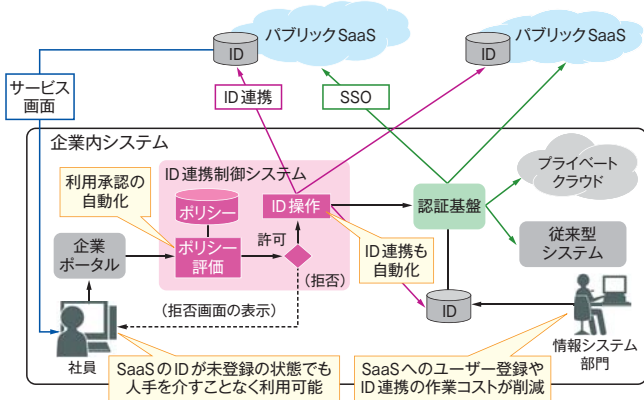 パブリックSaaS
ID
パブリックSaaS
ID
サービス
画面
ID連携
SSO
企業内システム
ID連携制御システム
利用承認の
自動化
ポリシー
ID操作
認証基盤
プライベート
クラウド
企業
ポータル
ポリシー
評価
許可
ID連携も
自動化
従来型
システム
(拒否)
(拒否画面の表示)
ID
社員
SaaSのIDが未登録の状態でも
人手を介すことなく利用可能
SaaSへのユーザー登録や
ID連携の作業コストが削減
情報システム
部門